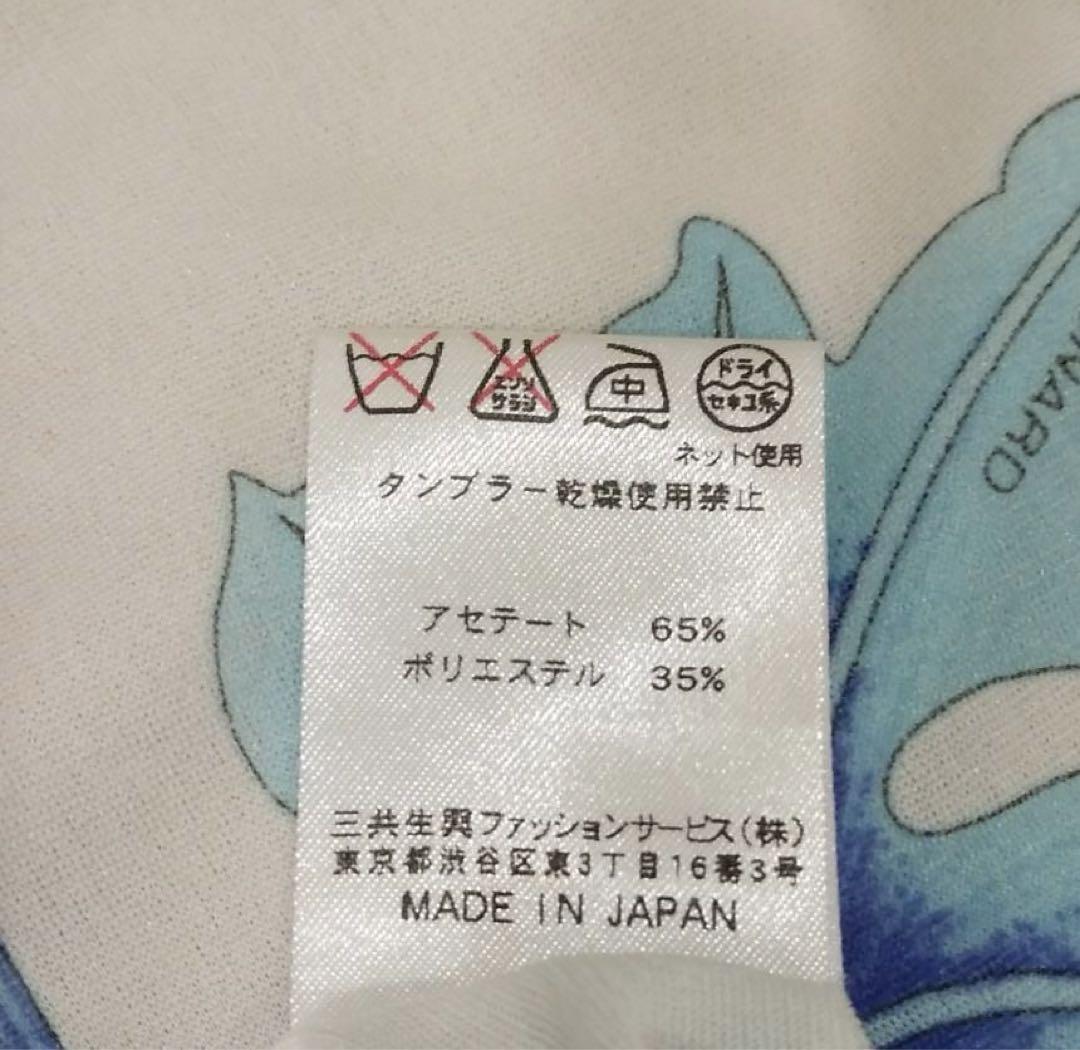 エンソ
サラシ
中
ドライ
セキユ系
ネット使用
タンブラー乾燥使用禁止
アセテート 65%
ポリエステル 35%
三共生興ファッションサービス(株)
東京都渋谷区東3丁目16番3号
MADE IN JAPAN
NARD